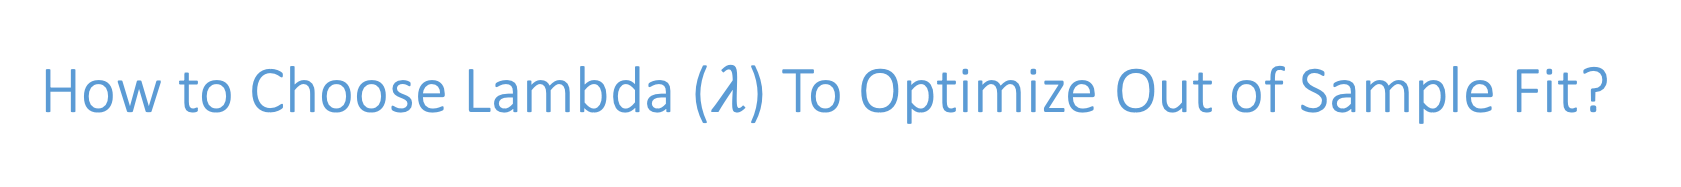 How to Choose Lambda (λ) To Optimize Out of Sample Fit?